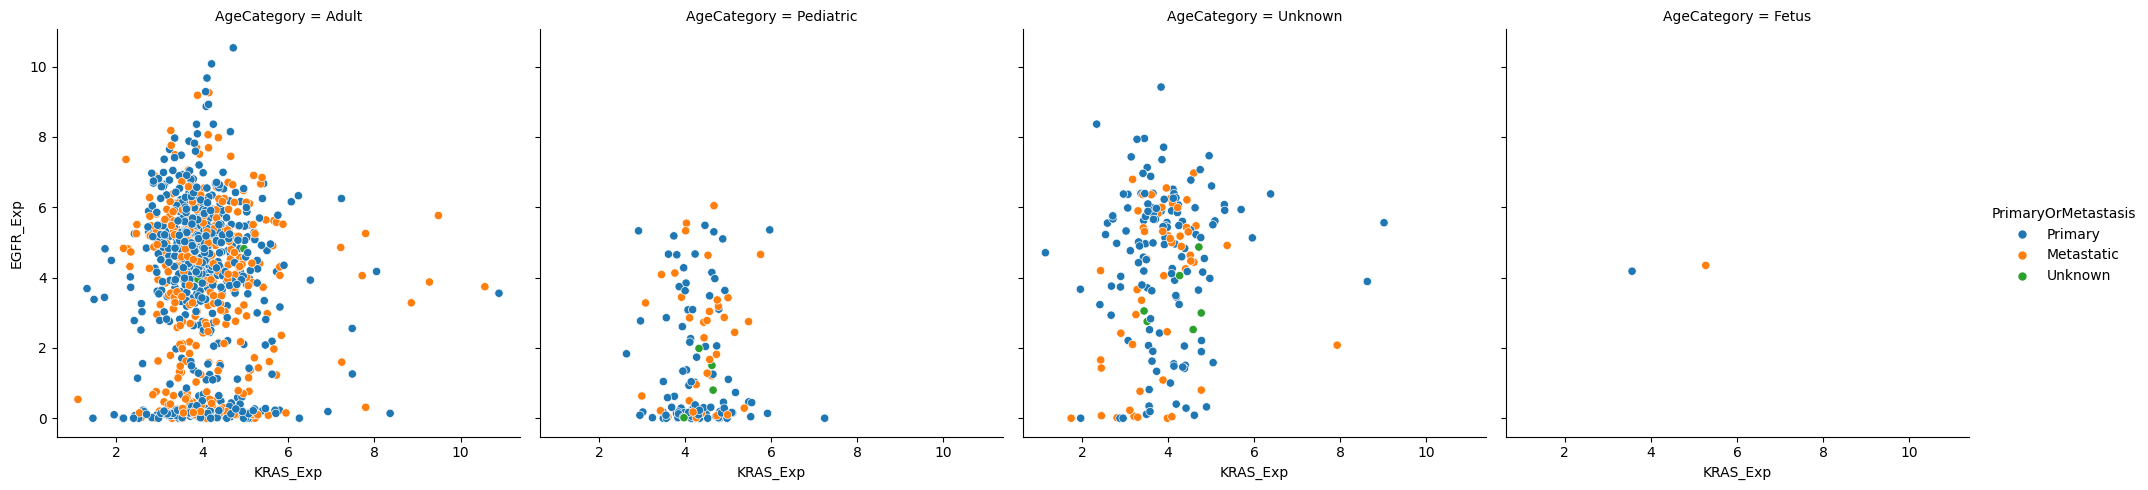 AgeCategory = Adult
AgeCategory = Pediatric
AgeCategory = Unknown
AgeCategory = Fetus
EGFR_Exp
10
8
6
4
2
0
2 4 6 8 10
2 4 6 8 10
2 4 6 8 10
2 4 6 8 10
KRAS_Exp
KRAS_Exp
KRAS_Exp
KRAS_Exp
PrimaryOrMetastasis
Primary
Metastatic
Unknown